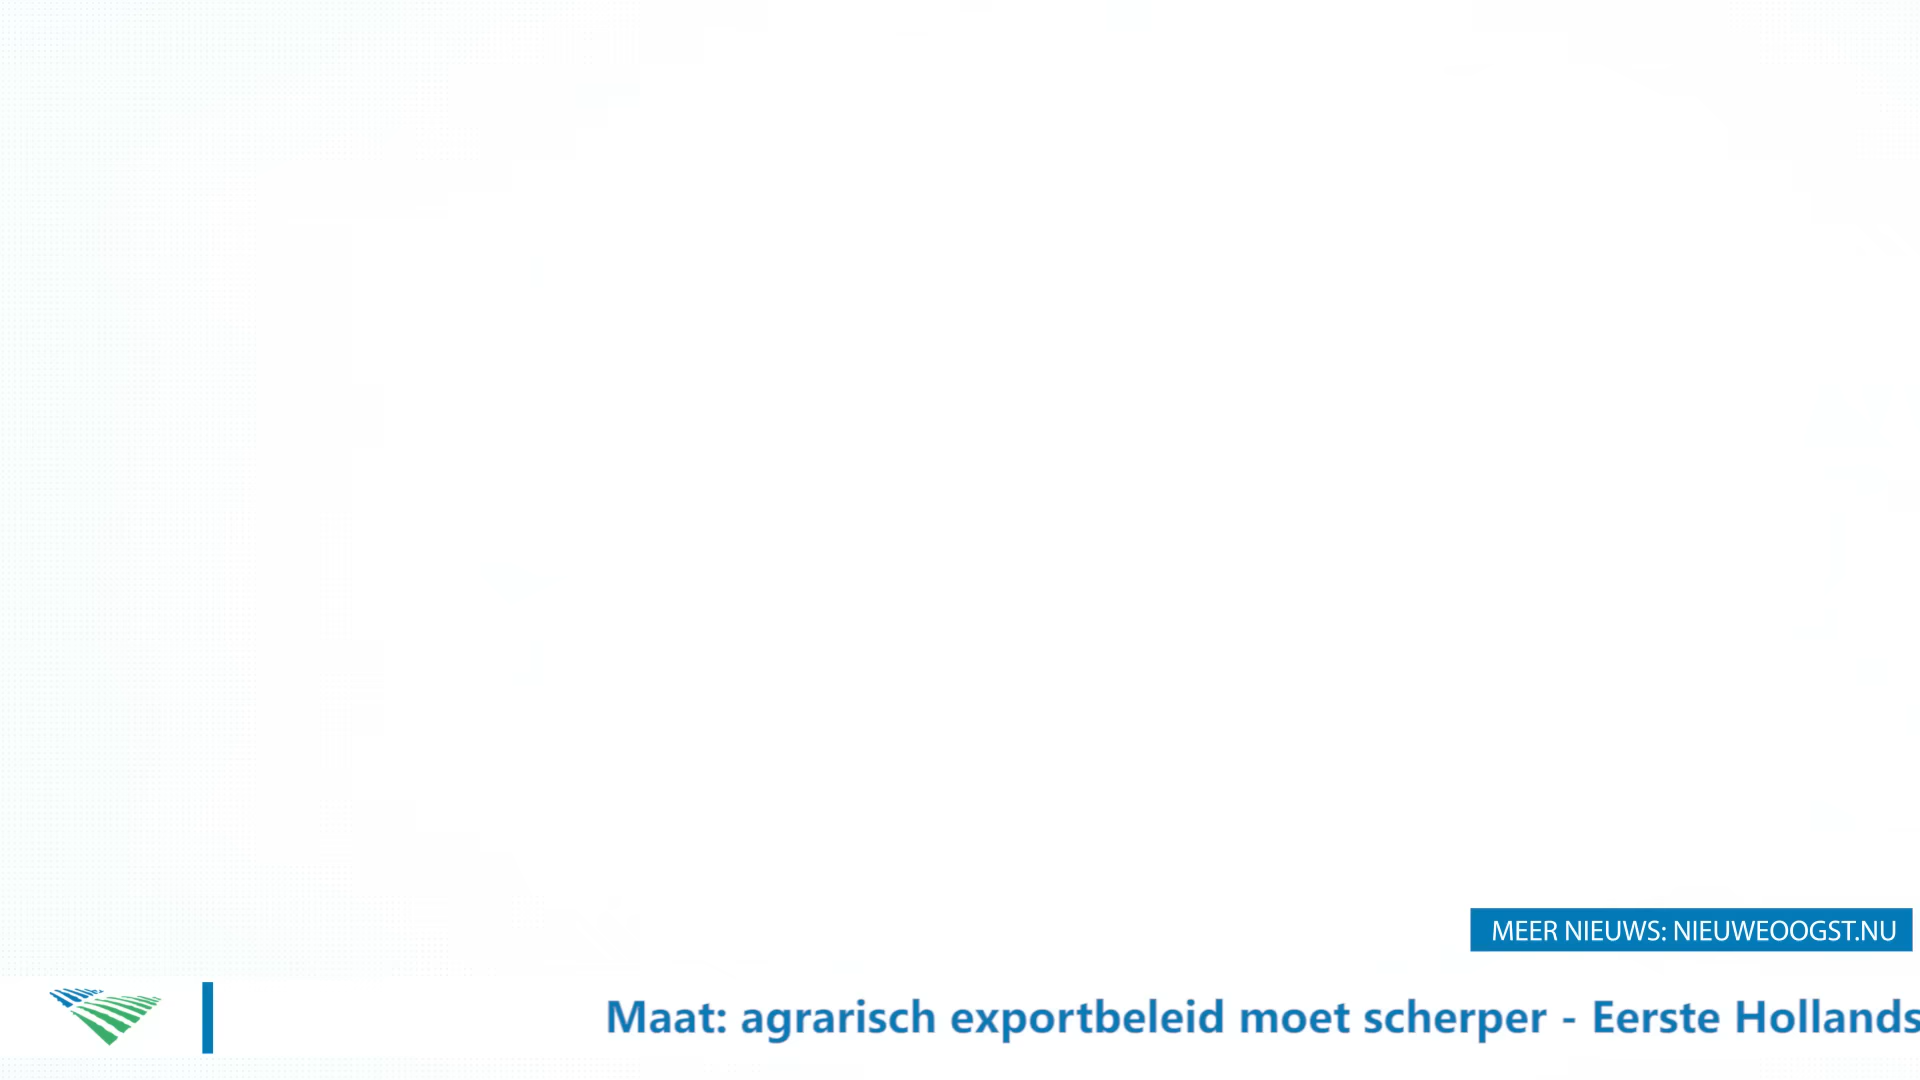 MEER NIEUWS: NIEUWEOOGST.NU
Maat: agrarisch exportbeleid moet scherper - Eerste Hollands